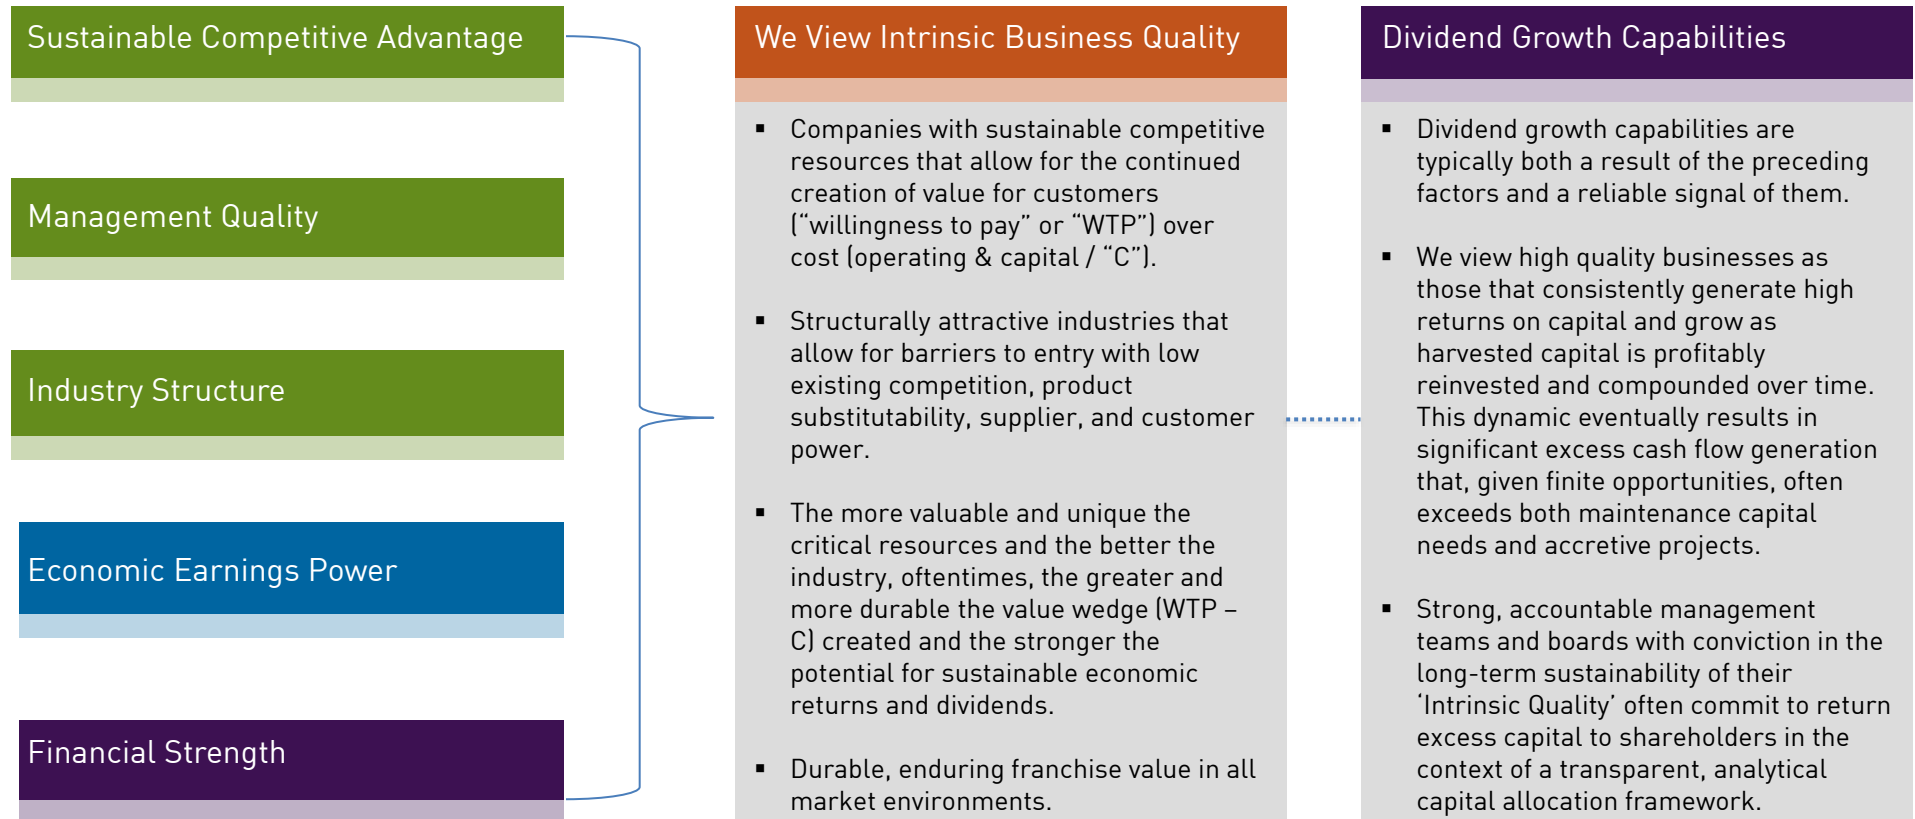 Sustainable Competitive Advantage
Management Quality
Industry Structure
Economic Earnings Power
Financial Strength
We View Intrinsic Business Quality
▪ Companies with sustainable competitive
resources that allow for the continued
creation of value for customers
(“willingness to pay” or “WTP”) over
cost (operating & capital / “C”).
▪ Structurally attractive industries that
allow for barriers to entry with low
existing competition, product
substitutability, supplier, and customer
power.
▪ The more valuable and unique the
critical resources and the better the
industry, oftentimes, the greater and
more durable the value wedge (WTP –
C) created and the stronger the
potential for sustainable economic
returns and dividends.
▪ Durable, enduring franchise value in all
market environments.
Dividend Growth Capabilities
▪ Dividend growth capabilities are
typically both a result of the preceding
factors and a reliable signal of them.
▪ We view high quality businesses as
those that consistently generate high
returns on capital and grow as
harvested capital is profitably
reinvested and compounded over time.
This dynamic eventually results in
significant excess cash flow generation
that, given finite opportunities, often
exceeds both maintenance capital
needs and accretive projects.
▪ Strong, accountable management
teams and boards with conviction in the
long-term sustainability of their
‘Intrinsic Quality’ often commit to return
excess capital to shareholders in the
context of a transparent, analytical
capital allocation framework.